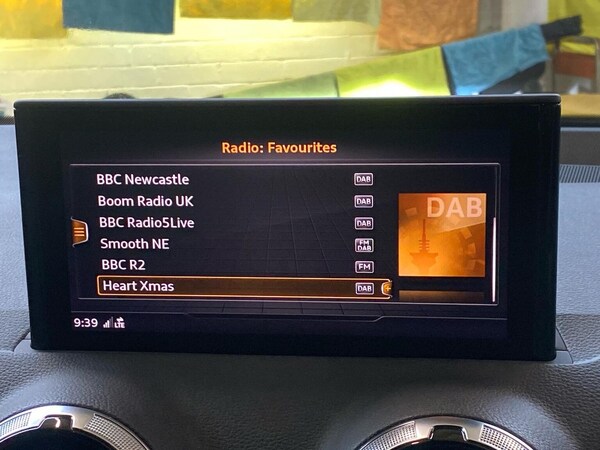 Radio: Favourites
BBC Newcastle DAB
Boom Radio UK DAB
BBC Radio5Live DAB
Smooth NE FM DAB
BBC R2 FM
Heart Xmas DAB
DAB
9:39 LTE